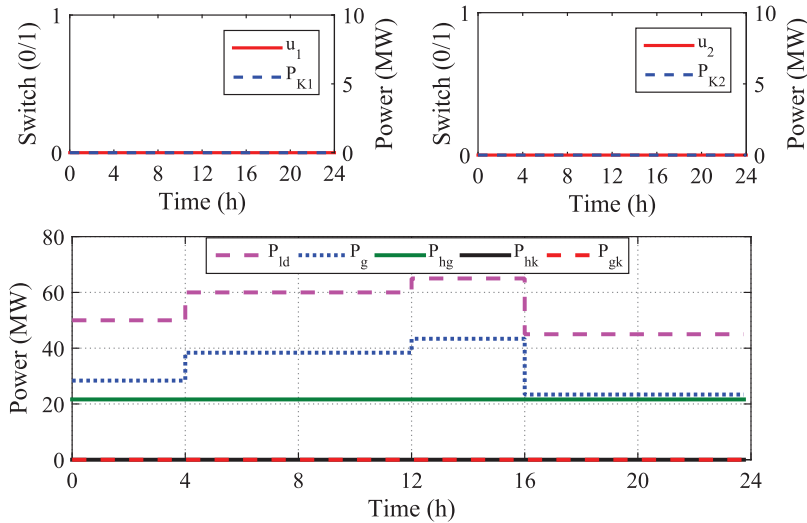 1 10 1 10
u1 u2
PK1 5 PK2 5
Switch (0/1) Power (MW) Switch (0/1) Power (MW)
0 0 0 0
0 4 8 12 16 20 24 0 4 8 12 16 20 24
Time (h) Time (h)
80
Pld Pg Phg Phk Pgk
60
40
20
0
Power (MW)
0 4 8 12 16 20 24
Time (h)